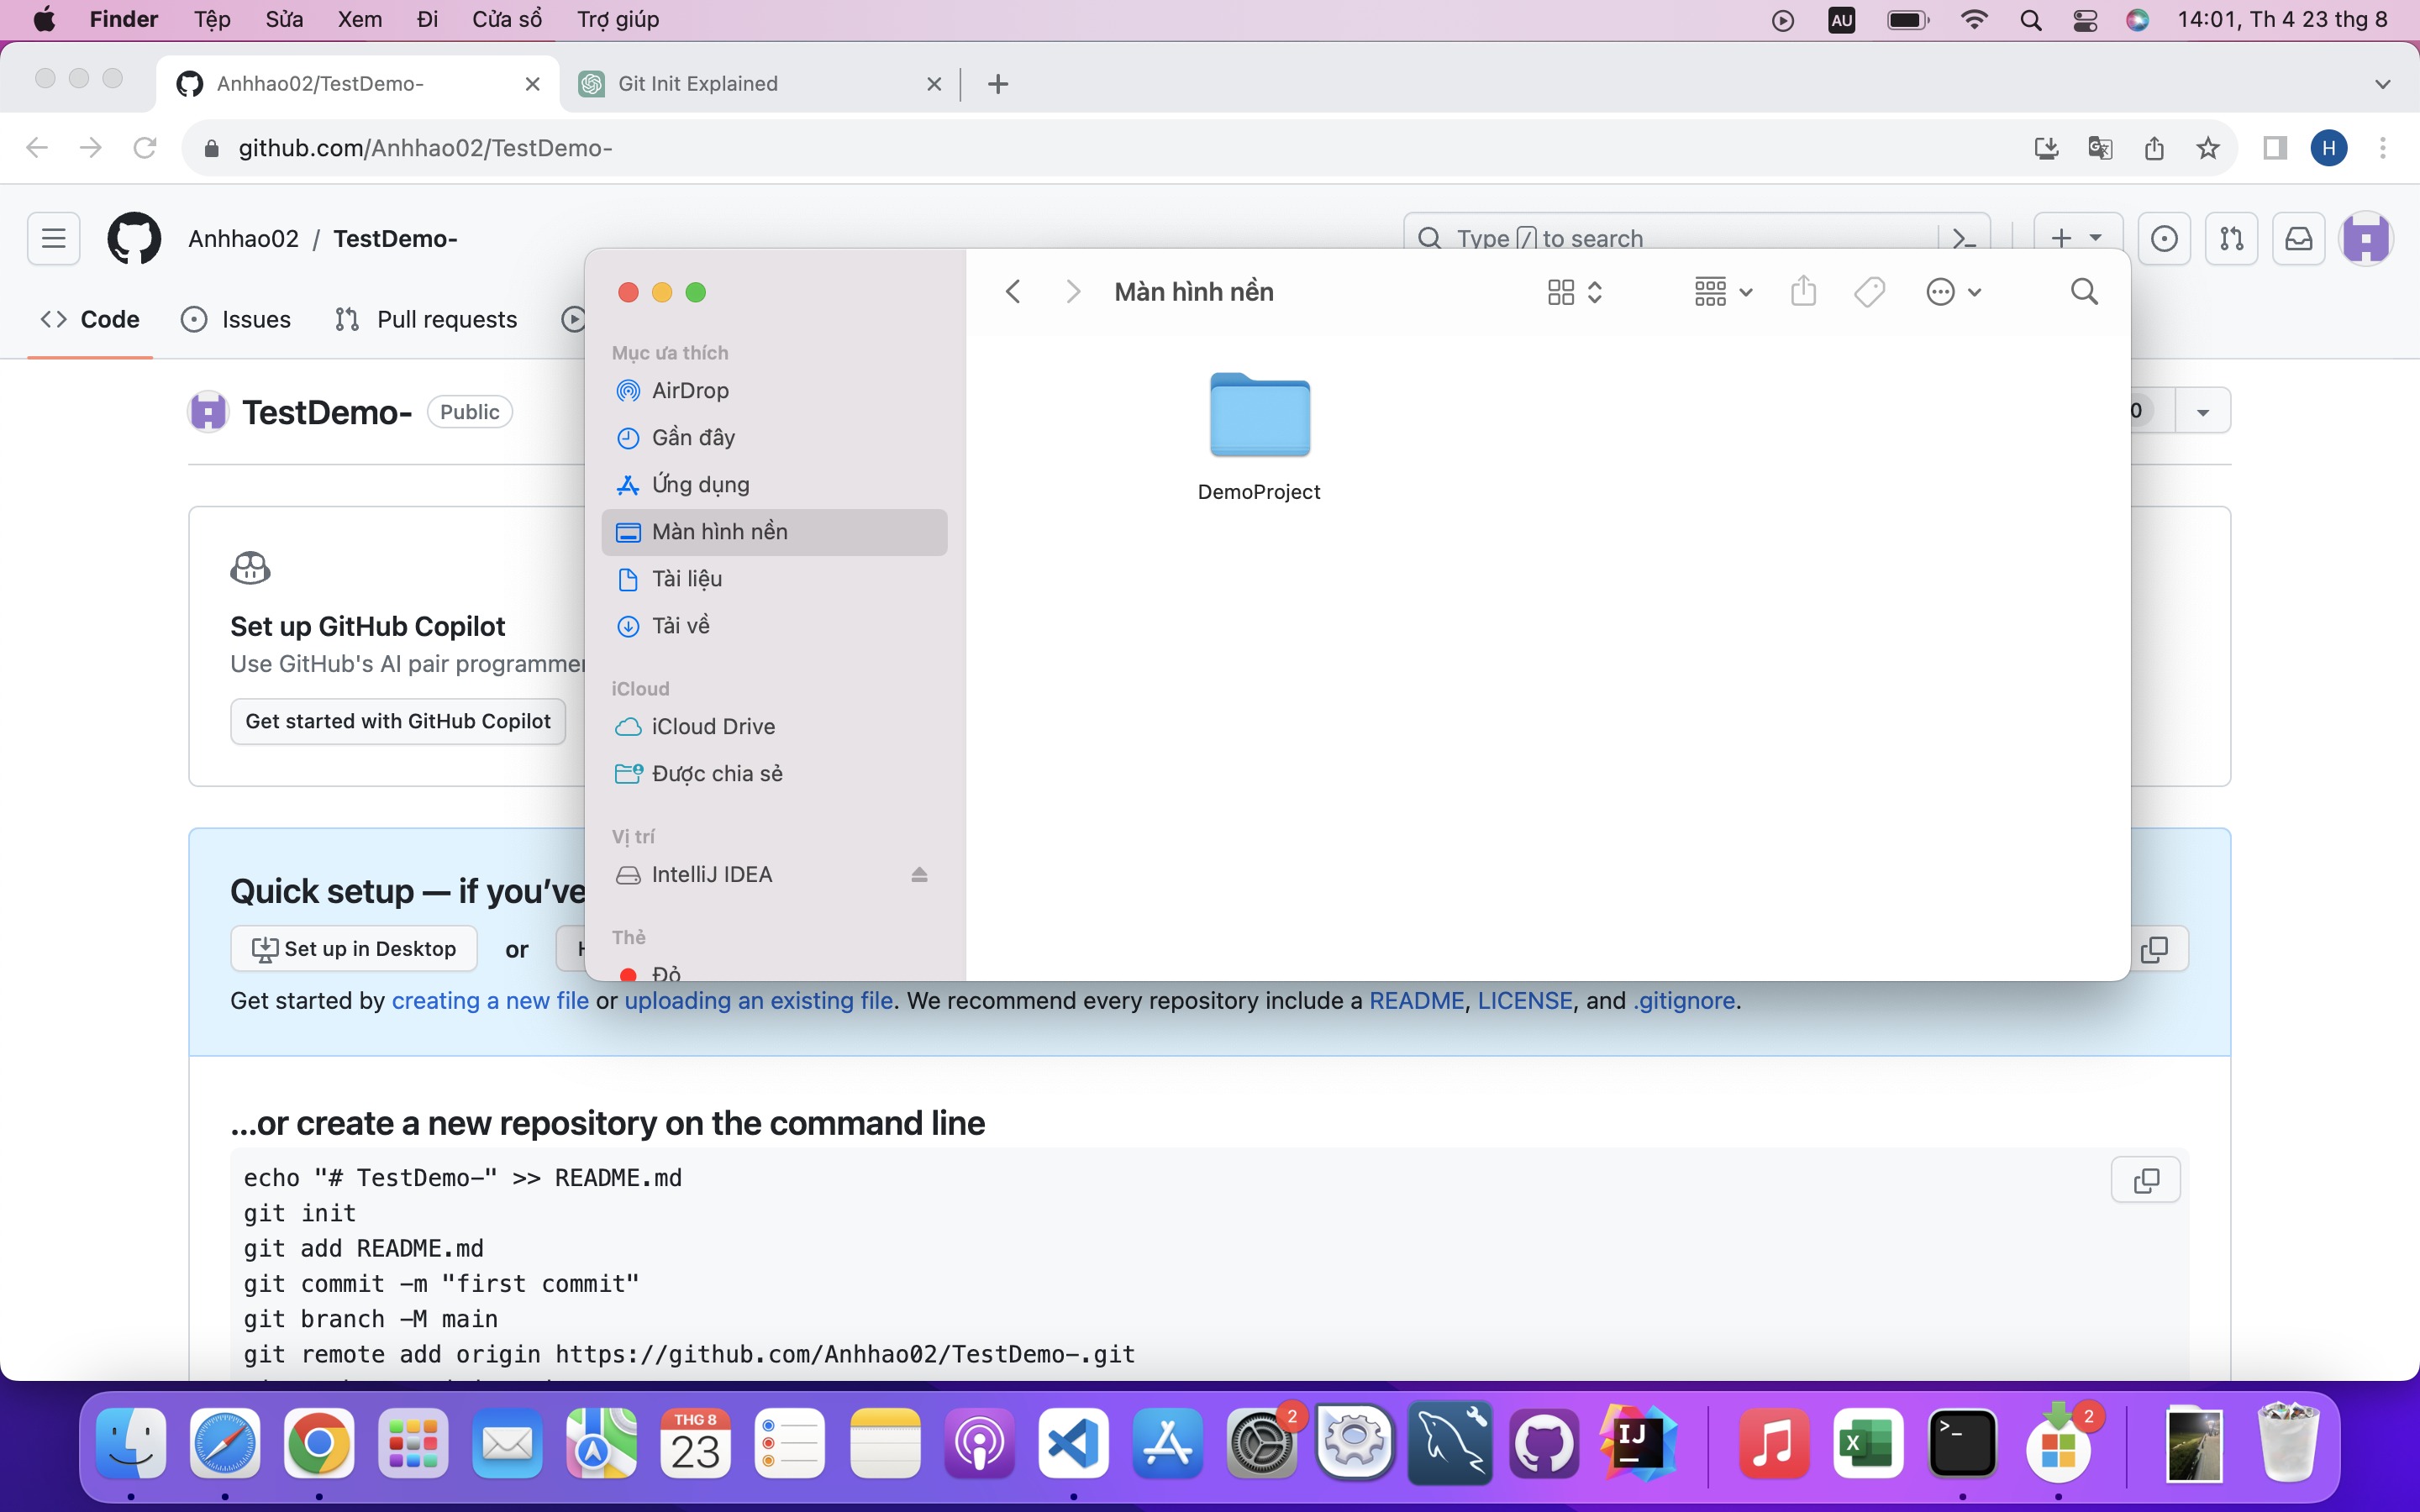 Finder Tệp Sửa Xem Đi Cửa sổ Trợ giúp AU 14:01, Th 4 23 thg 8
Anhhao02/TestDemo- Git Init Explained
github.com/Anhhao02/TestDemo- H
Anhhao02 / TestDemo- Type / to search
Code Issues Pull requests
TestDemo- Public 0
Set up GitHub Copilot
Use GitHub's AI pair programmer
Get started with GitHub Copilot
Màn hình nền
Mục ưa thích
AirDrop
Gần đây
Ứng dụng
Màn hình nền
Tài liệu
Tải về
iCloud
iCloud Drive
Được chia sẻ
Vị trí
IntelliJ IDEA
Thẻ
Đỏ
DemoProject
Quick setup — if you’ve
Set up in Desktop or
Get started by creating a new file or uploading an existing file. We recommend every repository include a README, LICENSE, and .gitignore.
...or create a new repository on the command line
echo "# TestDemo-" >> README.md
git init
git add README.md
git commit -m "first commit"
git branch -M main
git remote add origin https://github.com/Anhhao02/TestDemo-.git
THG 8
23
2
IJ
X
>_
2